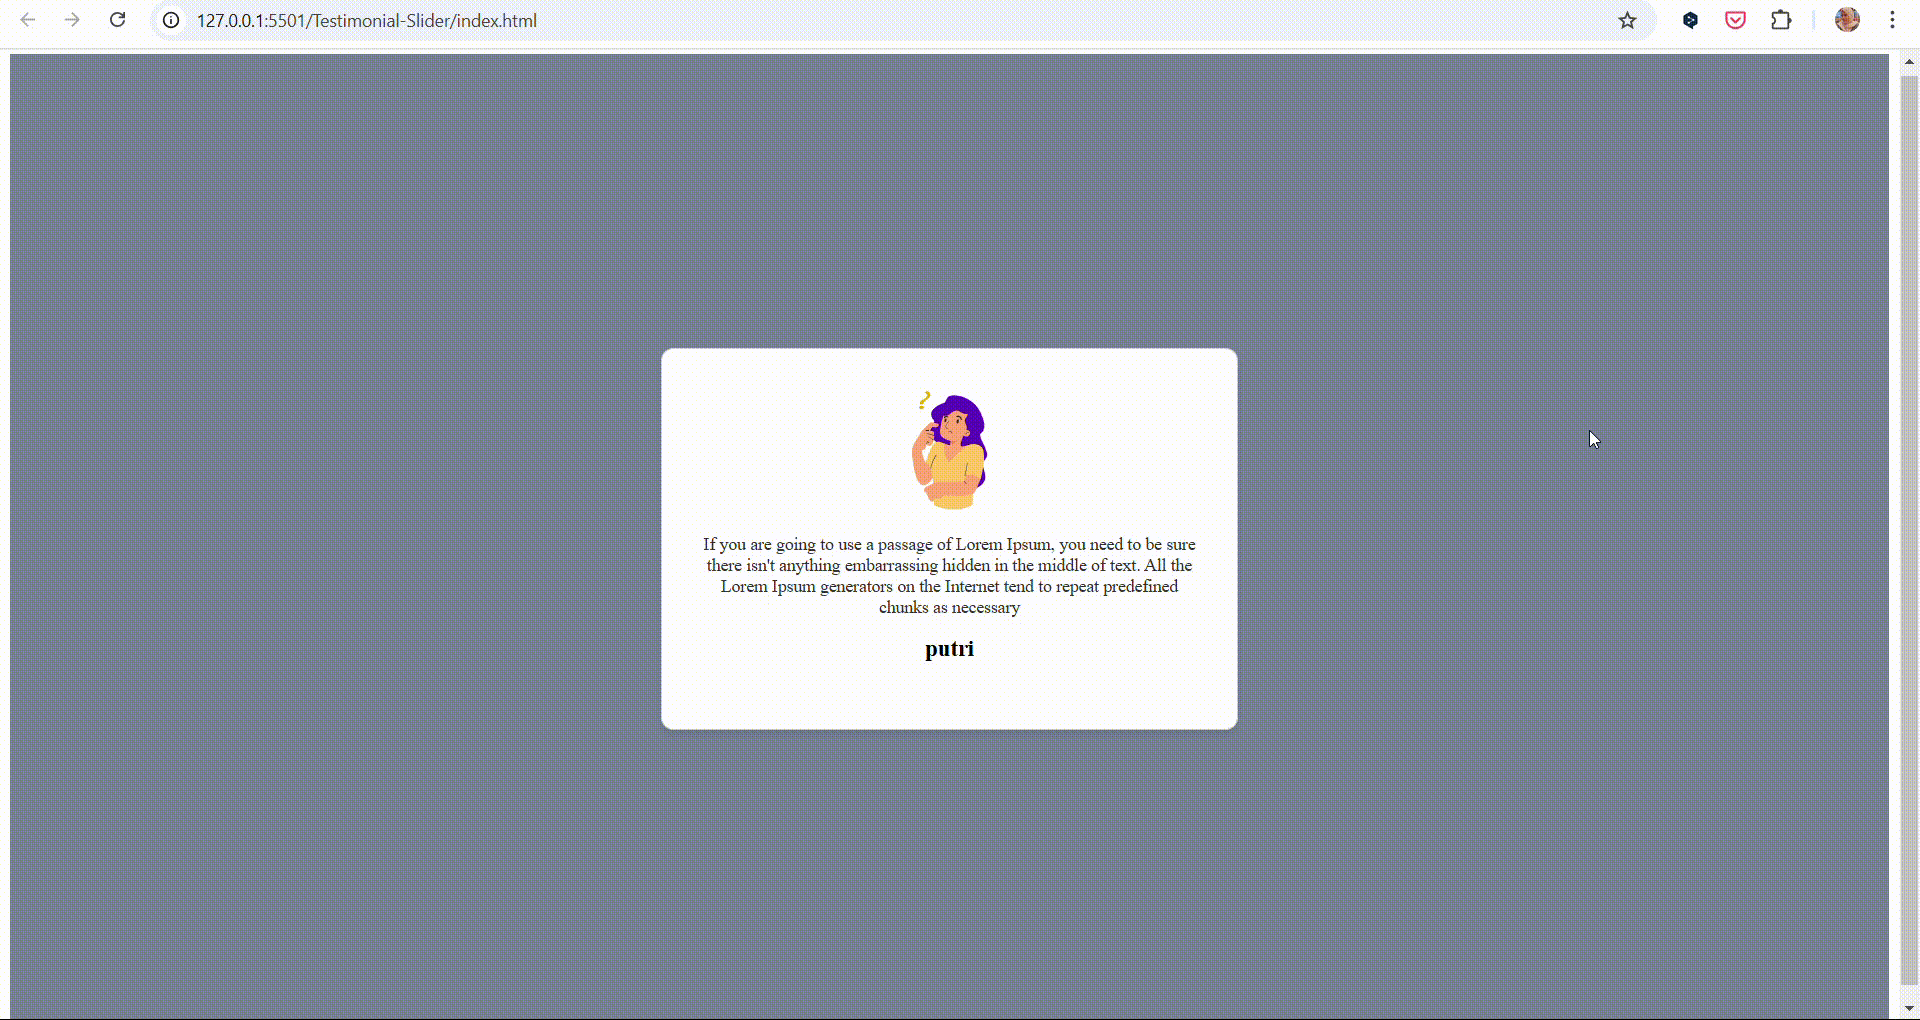 127.0.0.1:5501/Testimonial-Slider/index.html
?
If you are going to use a passage of Lorem Ipsum, you need to be sure
there isn't anything embarrassing hidden in the middle of text. All the
Lorem Ipsum generators on the Internet tend to repeat predefined
chunks as necessary
putri